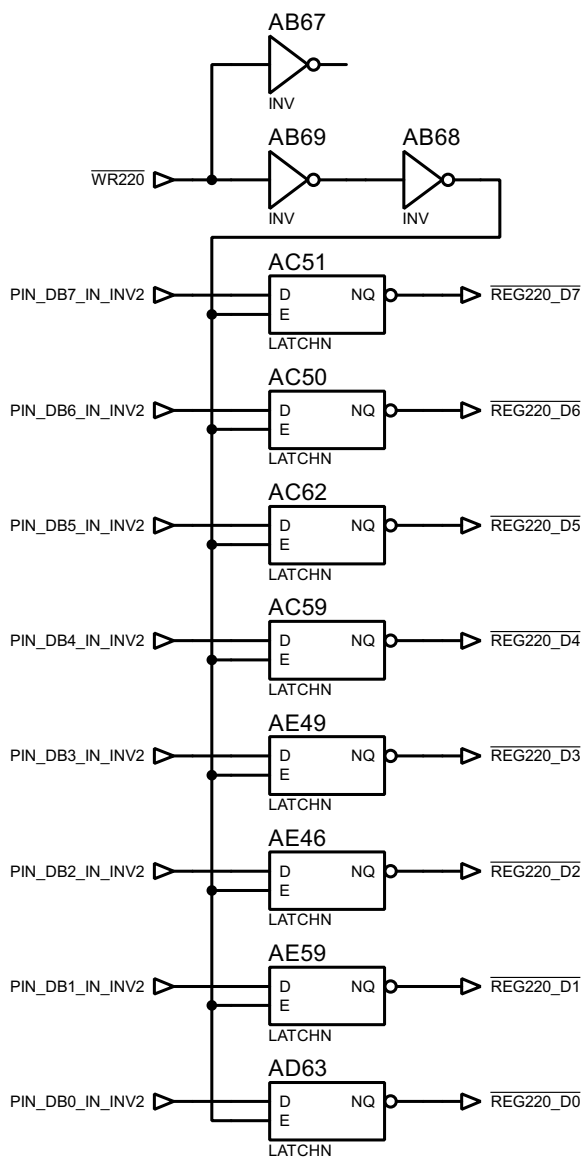 AB67
INV
AB69 AB68
WR220
INV INV
AC51
PIN_DB7_IN_INV2 D NQ REG220_D7
E
LATCHN
AC50
PIN_DB6_IN_INV2 D NQ REG220_D6
E
LATCHN
AC62
PIN_DB5_IN_INV2 D NQ REG220_D5
E
LATCHN
AC59
PIN_DB4_IN_INV2 D NQ REG220_D4
E
LATCHN
AE49
PIN_DB3_IN_INV2 D NQ REG220_D3
E
LATCHN
AE46
PIN_DB2_IN_INV2 D NQ REG220_D2
E
LATCHN
AE59
PIN_DB1_IN_INV2 D NQ REG220_D1
E
LATCHN
AD63
PIN_DB0_IN_INV2 D NQ REG220_D0
E
LATCHN